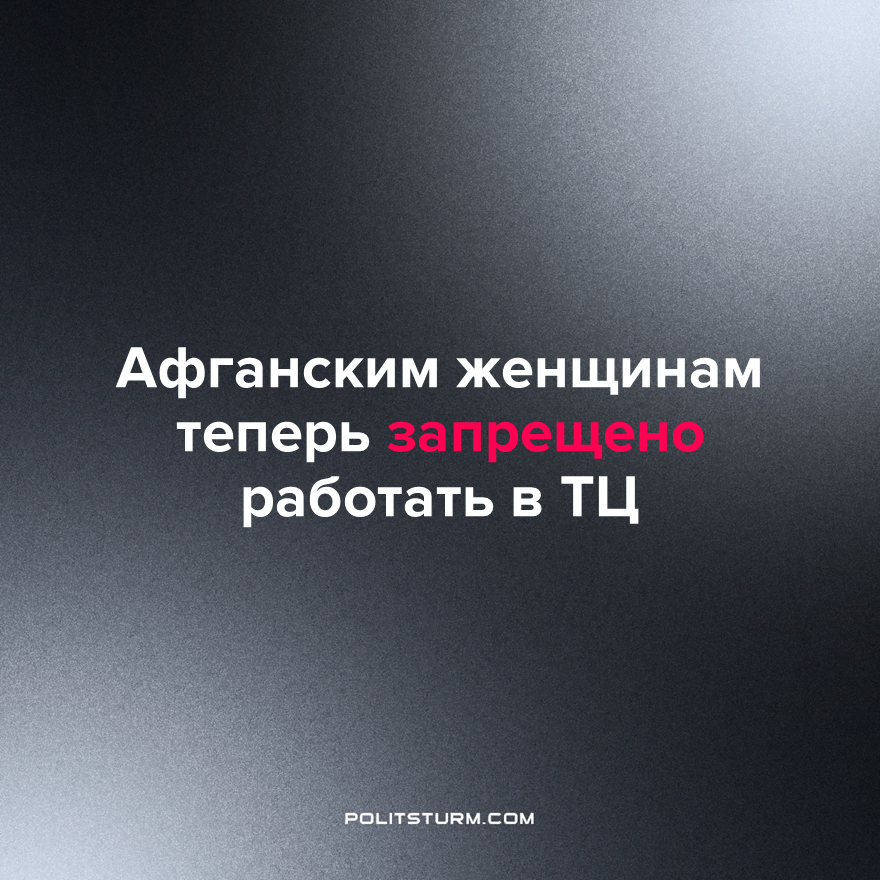 Афганским женщинам
теперь запрещено
работать в ТЦ
POLITSTURM.COM